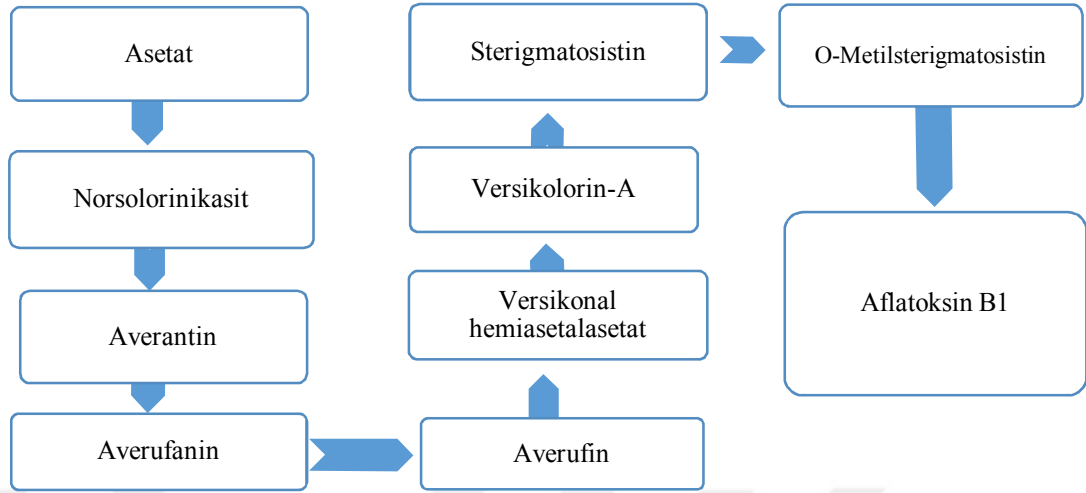 Asetat
Norsolorinikasit
Averantin
Averufanin
Averufin
Versikonal
hemiasetalasetat
Versikolorin-A
Sterigmatosistin
O-Metilsterigmatosistin
Aflatoksin B1